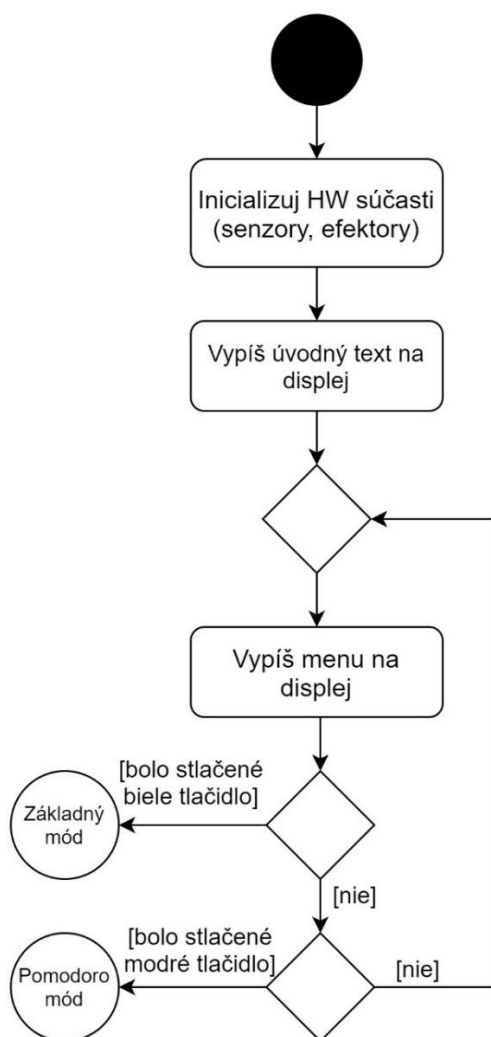 Inicializuj HW súčasti
(senzory, efektory)
Vypíš úvodný text na
displej
Vypíš menu na
displej
[bolo stlačené
biele tlačidlo]
Základný
mód
[nie]
[bolo stlačené
modré tlačidlo]
Pomodoro
mód
[nie]